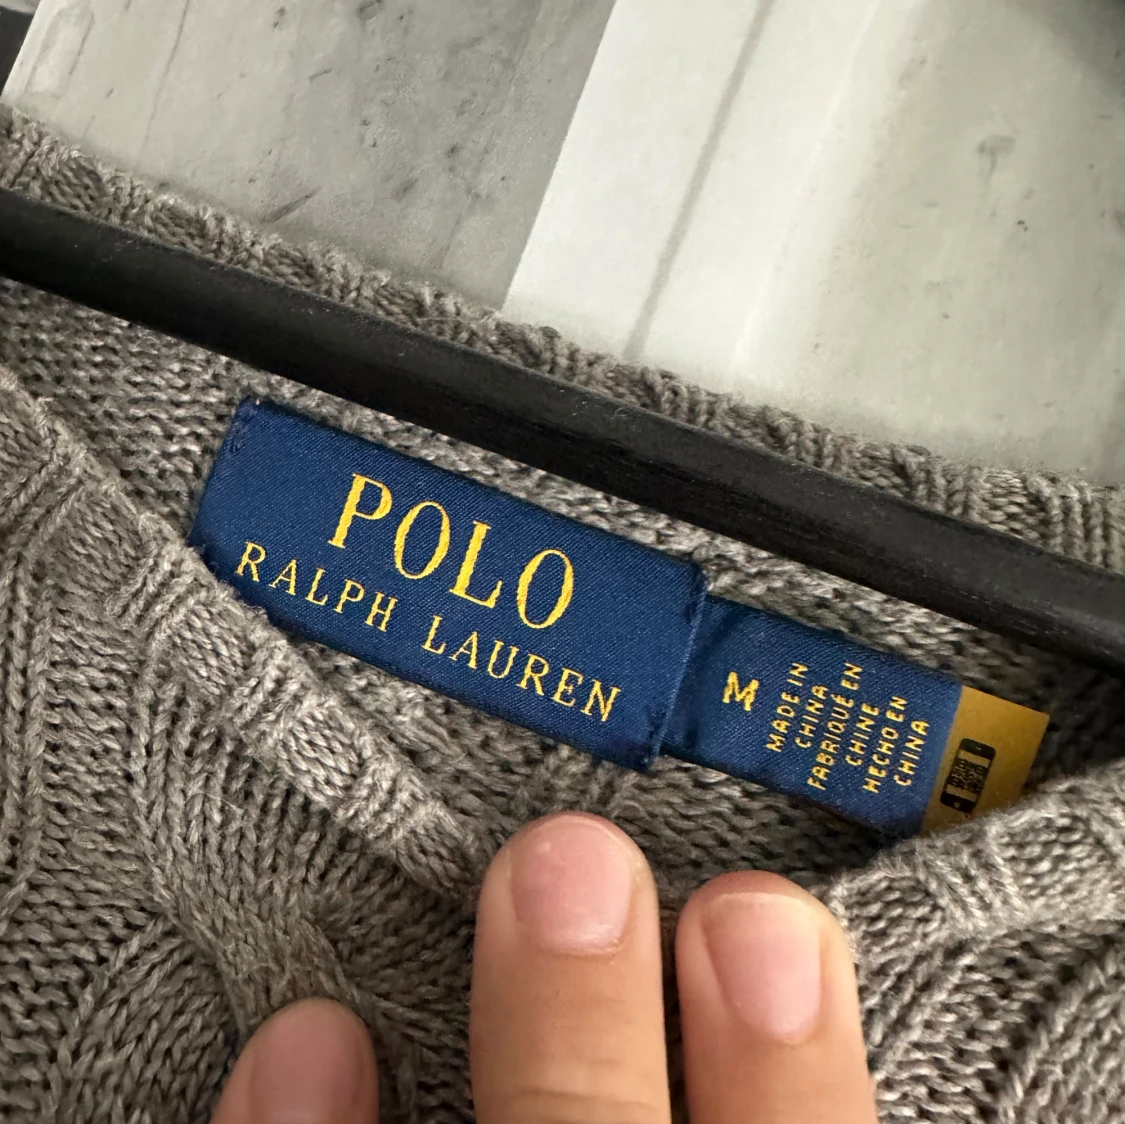 POLO
RALPH LAUREN
M
MADE IN
CHINA
FABRIQUÉ EN
CHINE
HECHO EN
CHINA